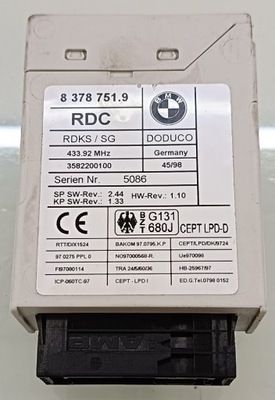 8 378 751.9
BMW
RDC
RDKS / SG DODUCO
433.92 MHz Germany
3582200100 45/98
Serien Nr. 5086
SP SW-Rev.: 2.44 HW-Rev.: 1.10
KP SW-Rev.: 1.33
CE B Z T G131 680J CEPT LPD-D
RTT/D/X1524 BAKOM 97.0795.K.P CEPT/LPD/DK/9724
97 0275 PPL 0 NO97000568-R. Ue970098
FI97080114 TRA 24/5/60/36 HB-25967/97
ICP-060TC-97 CEPT - LPD I ED.G.Tel.0798 0152
AMP